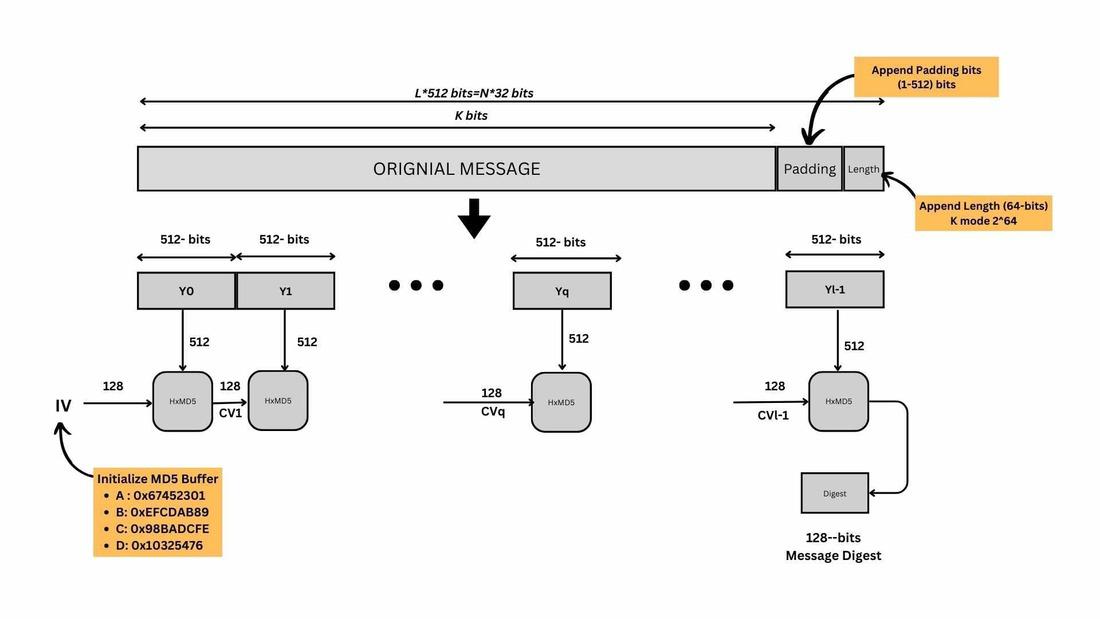 Append Padding bits
(1-512) bits
L*512 bits=N*32 bits
K bits
ORIGNIAL MESSAGE
Padding
Length
Append Length (64-bits)
K mode 2^64
512- bits
512- bits
512- bits
512- bits
Y0
Y1
Yq
Yl-1
512
512
512
512
IV
128
HxMD5
128
CV1
HxMD5
128
CVq
HxMD5
128
CVl-1
HxMD5
Initialize MD5 Buffer
• A : 0x67452301
• B: 0xEFCDAB89
• C: 0x98BADCFE
• D: 0x10325476
Digest
128--bits
Message Digest